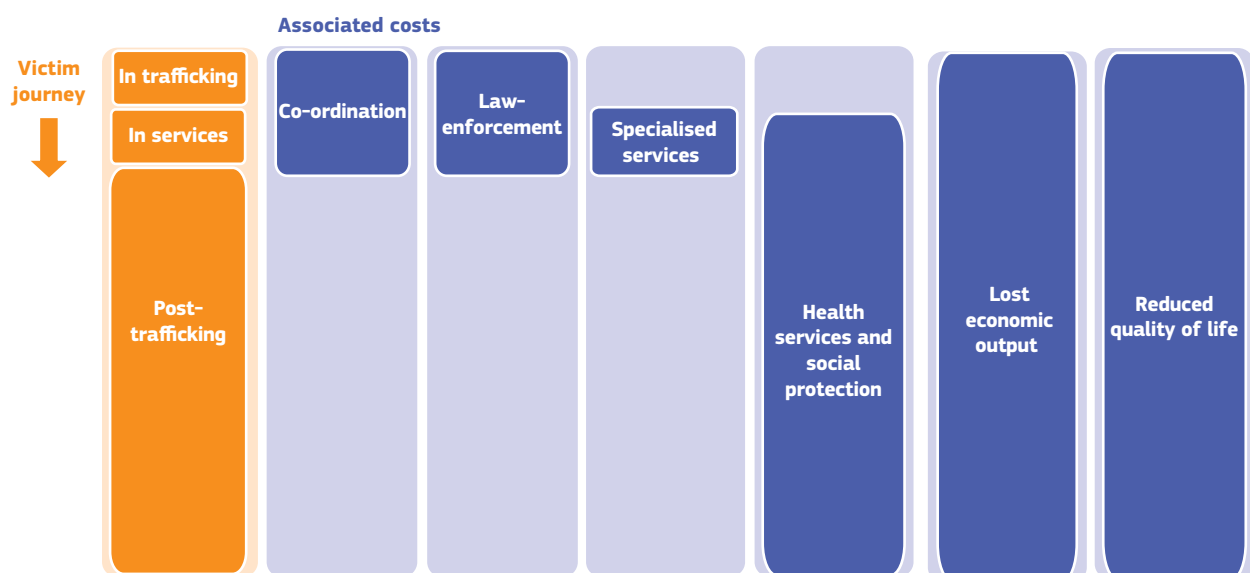 Associated costs
Victim
journey
In trafficking
In services
Post-
trafficking
Co-ordination
Law-
enforcement
Specialised
services
Health
services and
social
protection
Lost
economic
output
Reduced
quality of life